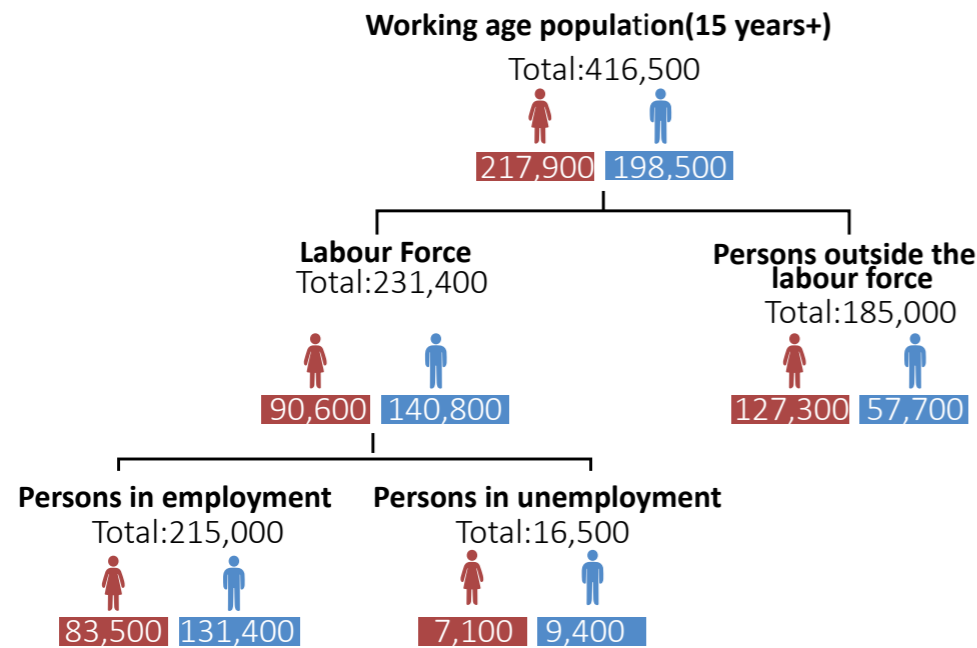 Working age population(15 years+)
Total:416,500
217,900 198,500
Labour Force
Total:231,400
90,600 140,800
Persons outside the
labour force
Total:185,000
127,300 57,700
Persons in employment
Total:215,000
83,500 131,400
Persons in unemployment
Total:16,500
7,100 9,400